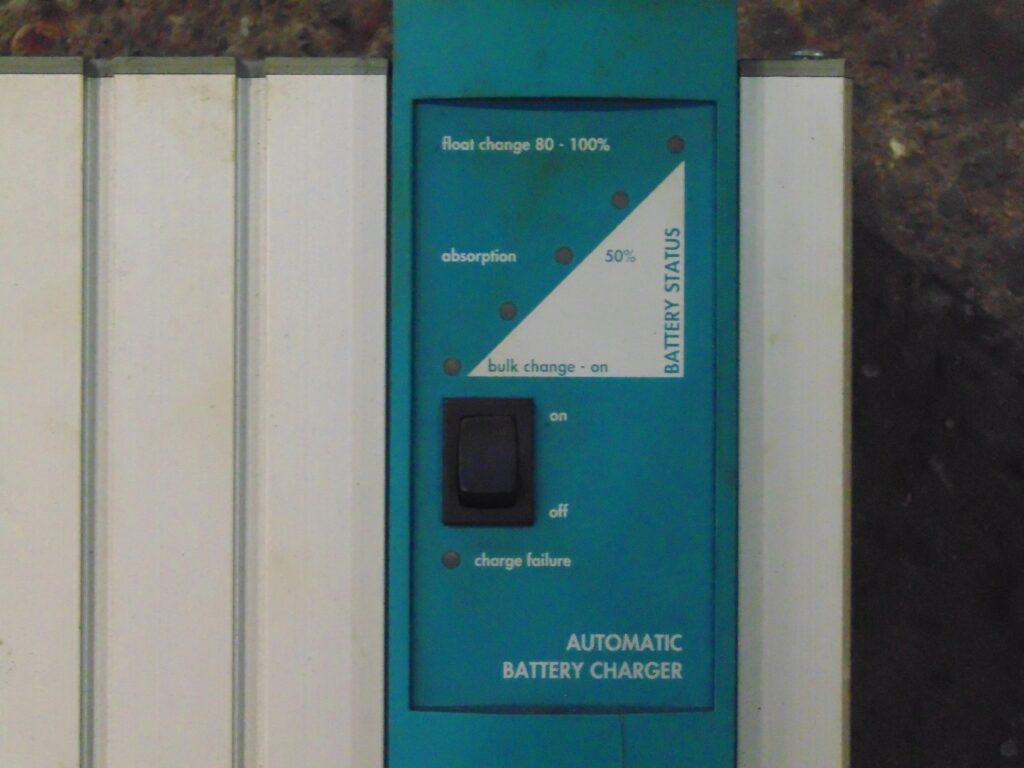 float change 80 - 100%
absorption
50%
BATTERY STATUS
bulk change - on
on
off
charge failure
AUTOMATIC
BATTERY CHARGER